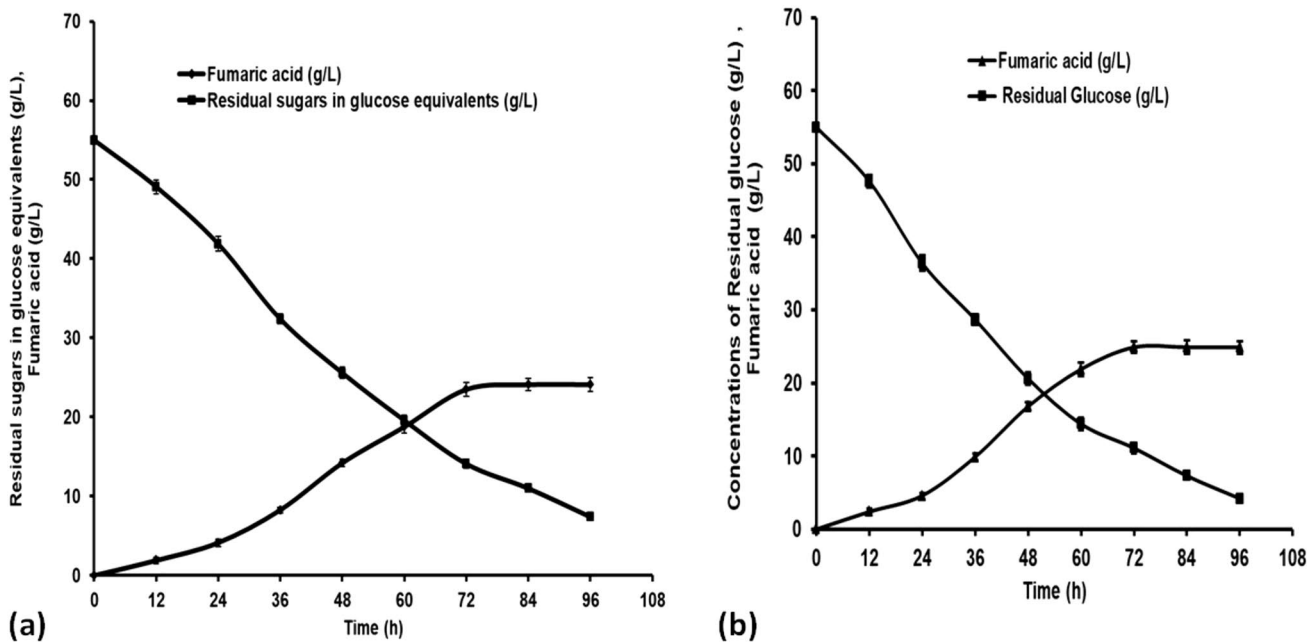 Residual sugars in glucose equivalents (g/L),
Fumaric acid (g/L)
70
60
50
40
30
20
10
0
Fumaric acid (g/L)
Residual sugars in glucose equivalents (g/L)
0 12 24 36 48 60 72 84 96 108
Time (h)
(a)
Concentrations of Residual glucose (g/L) ,
Fumaric acid (g/L)
70
60
50
40
30
20
10
0
Fumaric acid (g/L)
Residual Glucose (g/L)
0 12 24 36 48 60 72 84 96 108
Time (h)
(b)